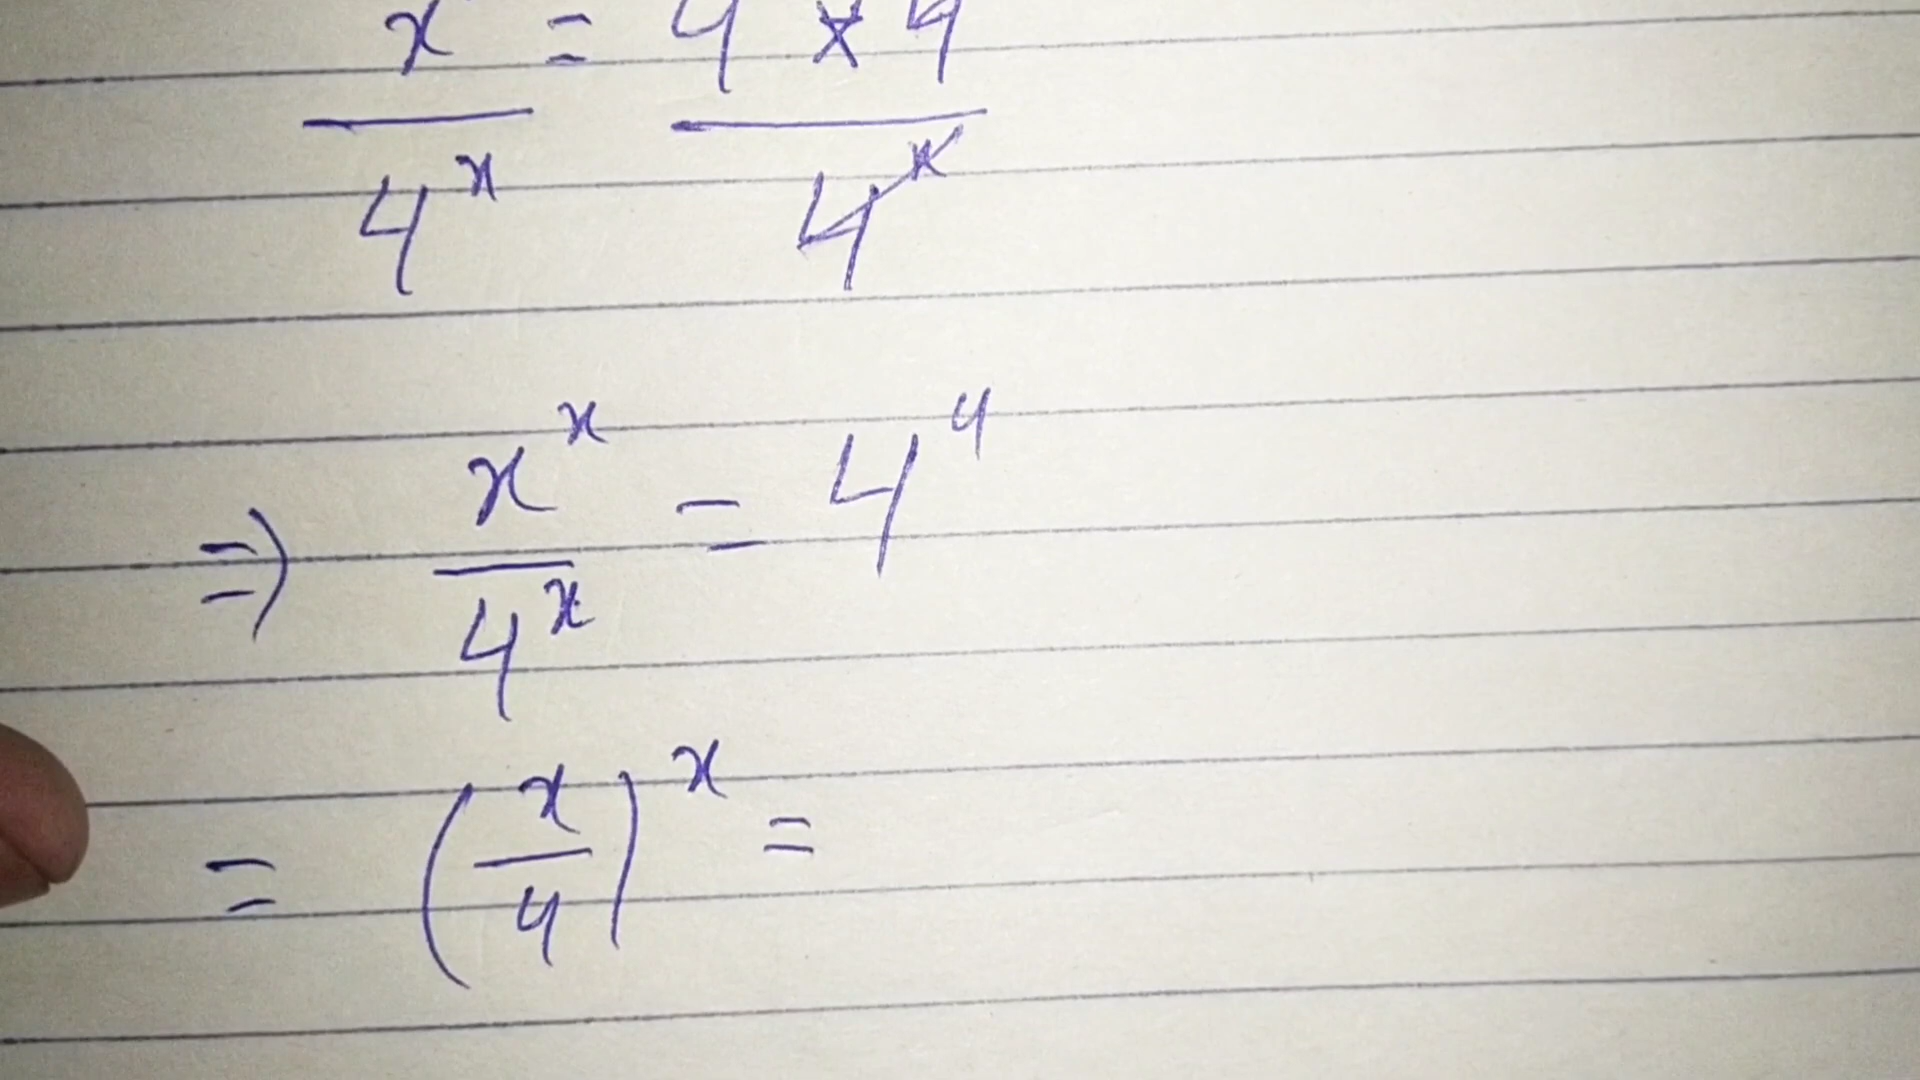 x = 4 × 4
4^x 4^x
⇒ x^x / 4^x = 4^4
= (x/4)^x =